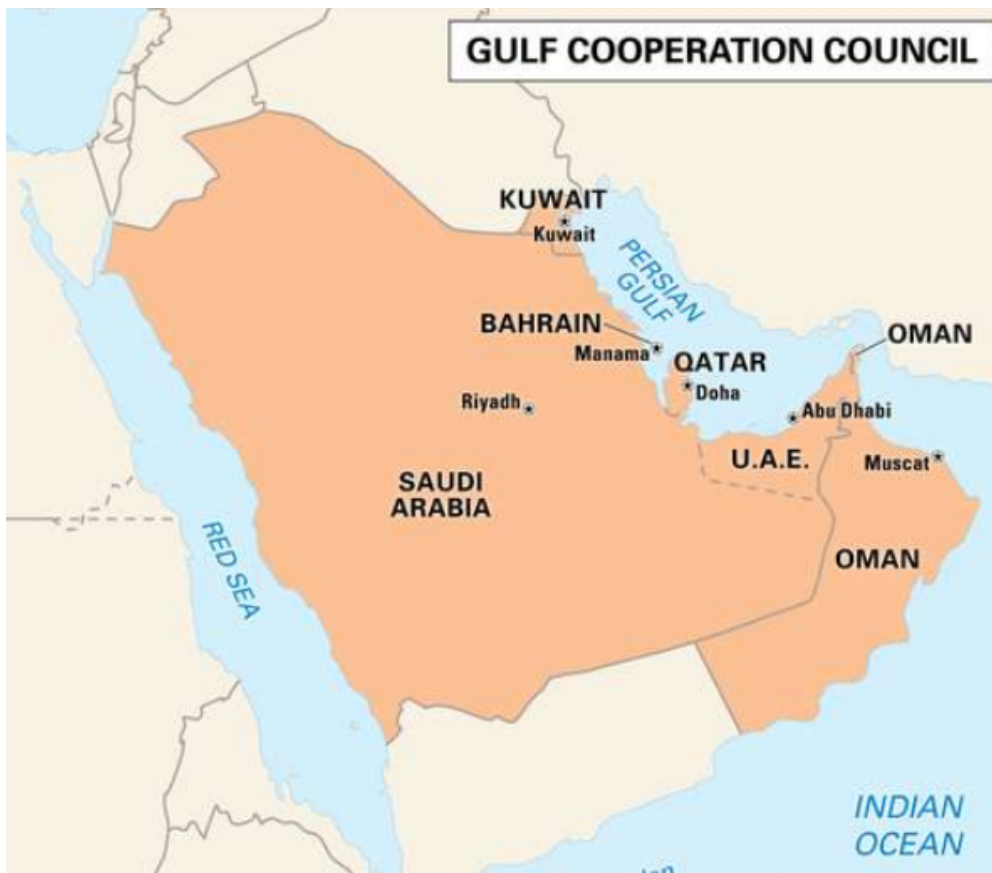 GULF COOPERATION COUNCIL
KUWAIT
Kuwait
PERSIAN
GULF
BAHRAIN
Manama
OMAN
QATAR
Doha
Riyadh
Abu Dhabi
U.A.E.
Muscat
SAUDI
ARABIA
RED SEA
OMAN
INDIAN
OCEAN